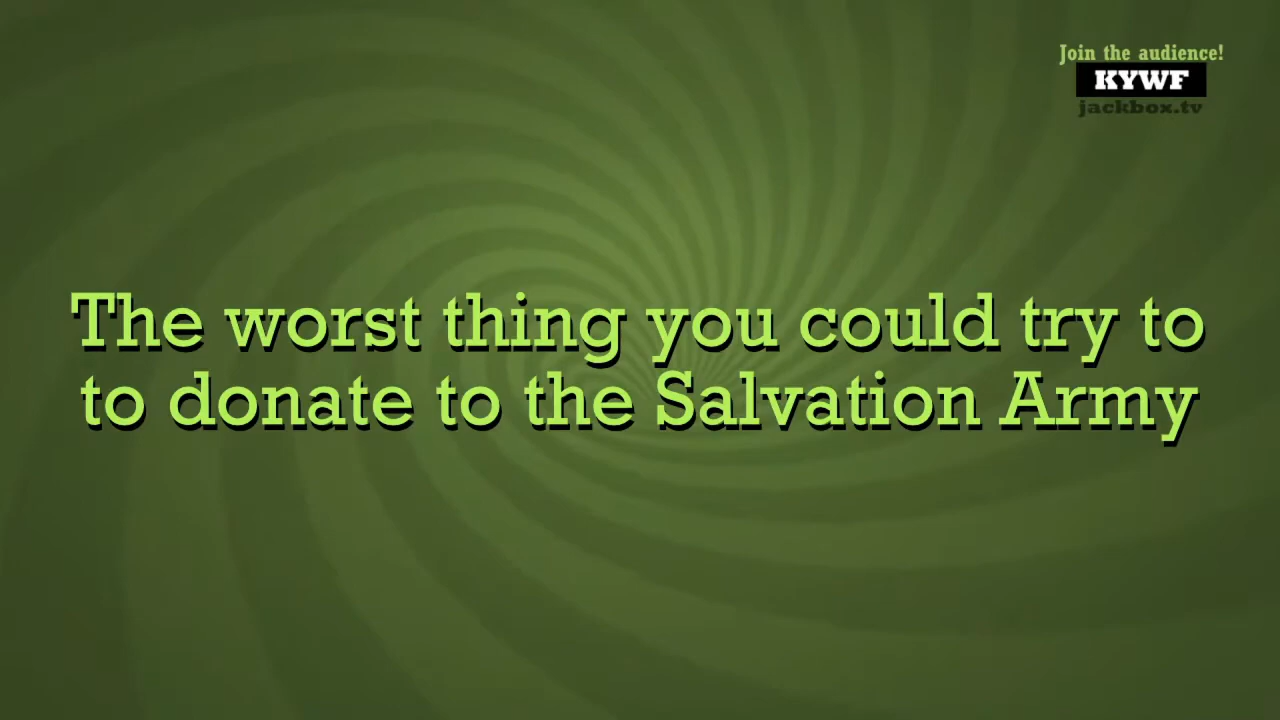 Join the audience!
KYWF
jackbox.tv
The worst thing you could try to
to donate to the Salvation Army